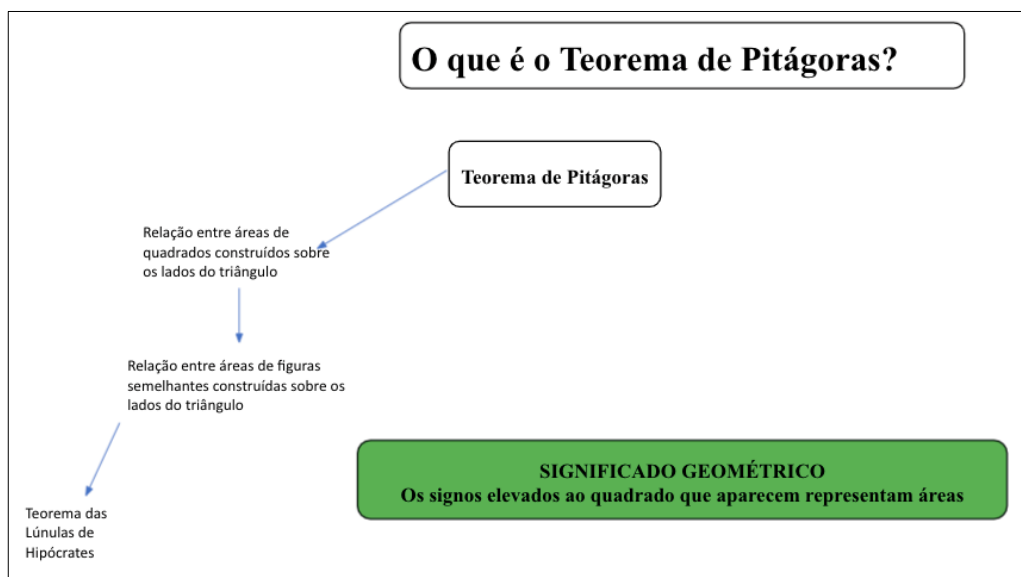 O que é o Teorema de Pitágoras?
Teorema de Pitágoras
Relação entre áreas de
quadrados construídos sobre
os lados do triângulo
Relação entre áreas de figuras
semelhantes construídas sobre os
lados do triângulo
SIGNIFICADO GEOMÉTRICO
Os signos elevados ao quadrado que aparecem representam áreas
Teorema das
Lúnulas de
Hipócrates